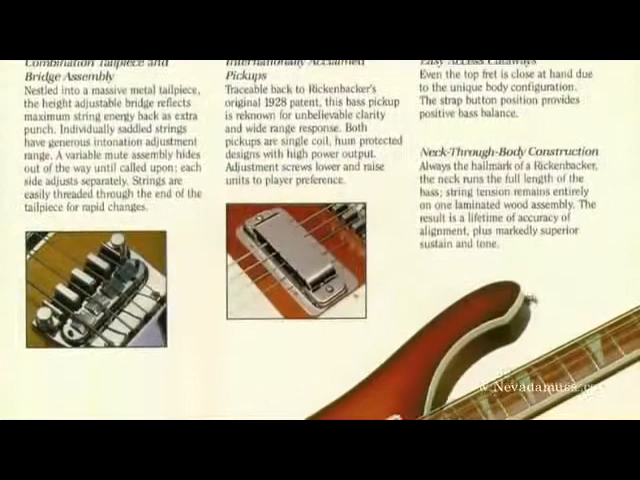 Combination Tailpiece and
Bridge Assembly
Nestled into a massive metal tailpiece,
the height adjustable bridge reflects
maximum string energy back as extra
punch. Individually saddled strings
have generous intonation adjustment
range. A variable mute assembly hides
out of the way until called upon; each
side adjusts separately. Strings are
easily threaded through the end of the
tailpiece for rapid changes.
Internationally Acclaimed
Pickups
Traceable back to Rickenbacker's
original 1928 patent, this bass pickup
is reknown for unbelievable clarity
and wide range response. Both
pickups are single coil, hum protected
designs with high power output.
Adjustment screws lower and raise
units to player preference.
Easy Access Cutaways
Even the top fret is close at hand due
to the unique body configuration.
The strap button position provides
positive bass balance.
Neck-Through-Body Construction
Always the hallmark of a Rickenbacker,
the neck runs the full length of the
bass; string tension remains entirely
on one laminated wood assembly. The
result is a lifetime of accuracy of
alignment, plus markedly superior
sustain and tone.